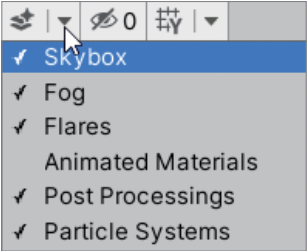 0
Skybox
Fog
Flares
Animated Materials
Post Processings
Particle Systems